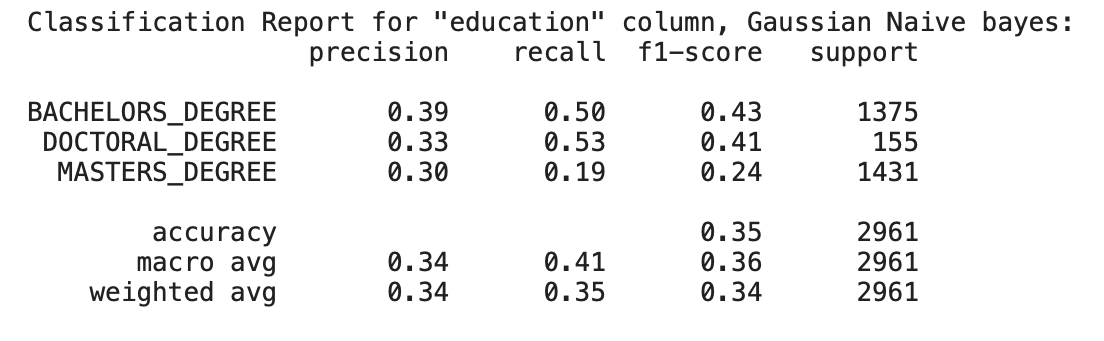 Classification Report for "education" column, Gaussian Naive bayes:
precision recall f1-score support
BACHELORS_DEGREE 0.39 0.50 0.43 1375
DOCTORAL_DEGREE 0.33 0.53 0.41 155
MASTERS_DEGREE 0.30 0.19 0.24 1431
accuracy 0.35 2961
macro avg 0.34 0.41 0.36 2961
weighted avg 0.34 0.35 0.34 2961